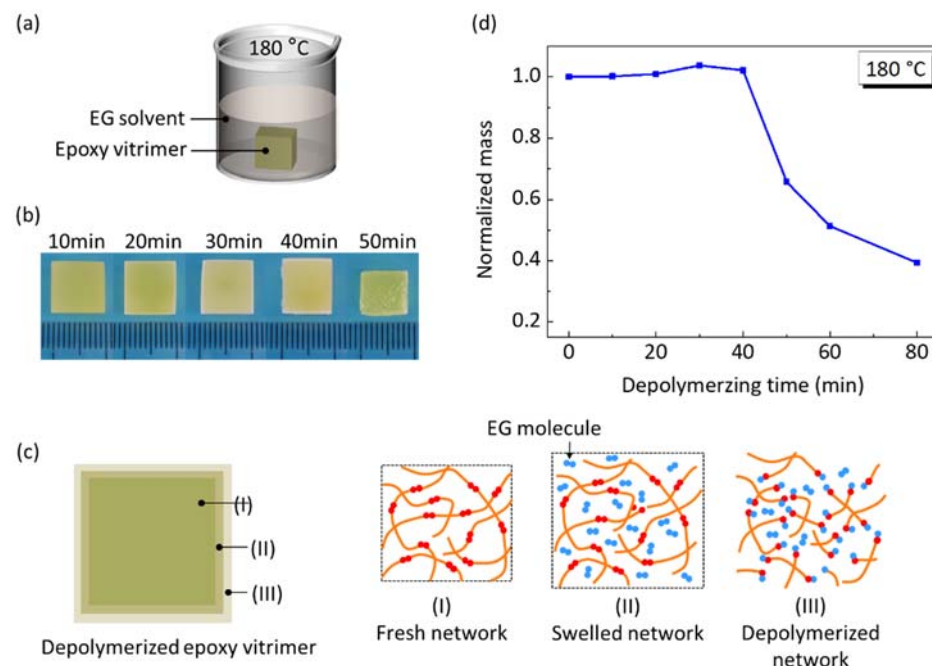 (a)
180 °C
EG solvent
Epoxy vitrimer
(b)
10min 20min 30min 40min 50min
(c)
(I)
(II)
(III)
Depolymerized epoxy vitrimer
EG molecule
(I)
Fresh network
(II)
Swelled network
(III)
Depolymerized
network
(d)
180 °C
Normalized mass
1.0
0.8
0.6
0.4
0.2
0 20 40 60 80
Depolymerzing time (min)